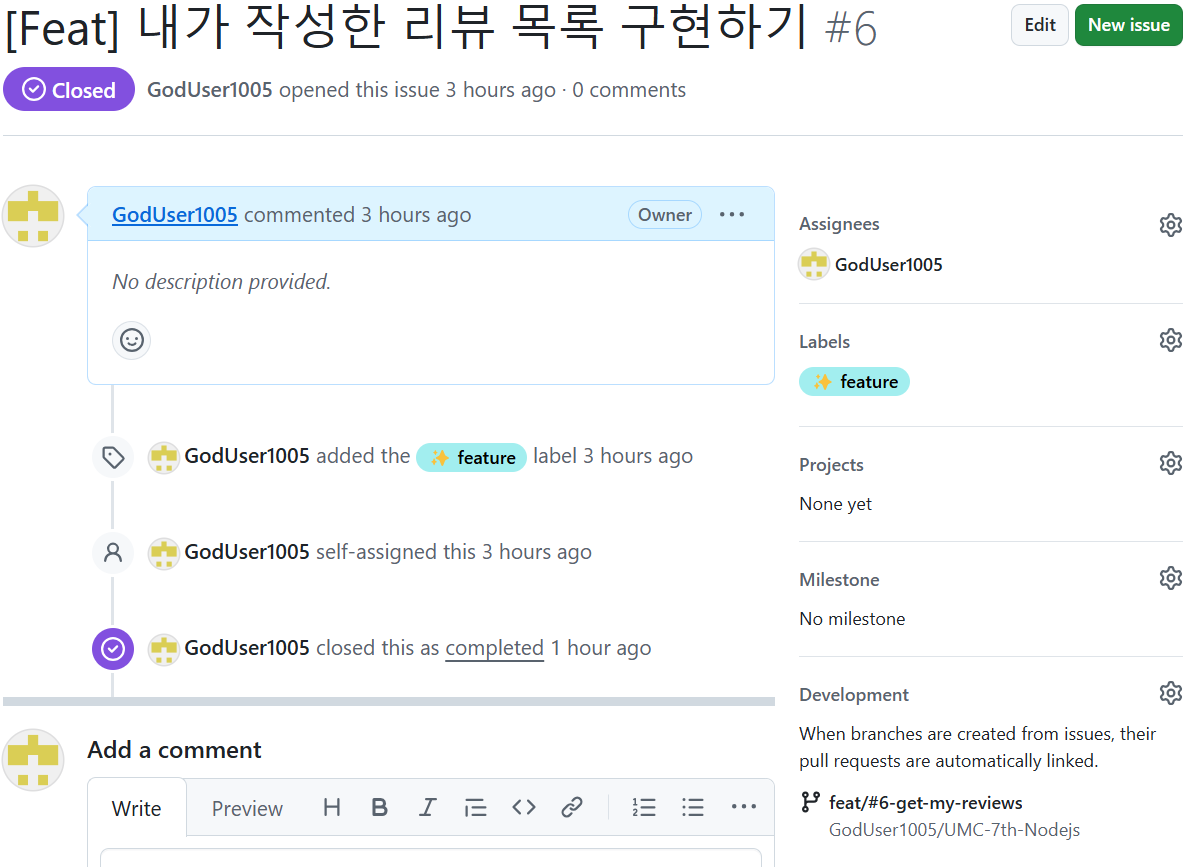 [Feat] 내가 작성한 리뷰 목록 구현하기 #6
Edit
New issue
Closed
GodUser1005 opened this issue 3 hours ago · 0 comments
GodUser1005 commented 3 hours ago
Owner
No description provided.
GodUser1005 added the ✨ feature label 3 hours ago
GodUser1005 self-assigned this 3 hours ago
GodUser1005 closed this as completed 1 hour ago
Add a comment
Write
Preview
Assignees
GodUser1005
Labels
✨ feature
Projects
None yet
Milestone
No milestone
Development
When branches are created from issues, their
pull requests are automatically linked.
feat/#6-get-my-reviews
GodUser1005/UMC-7th-Nodejs